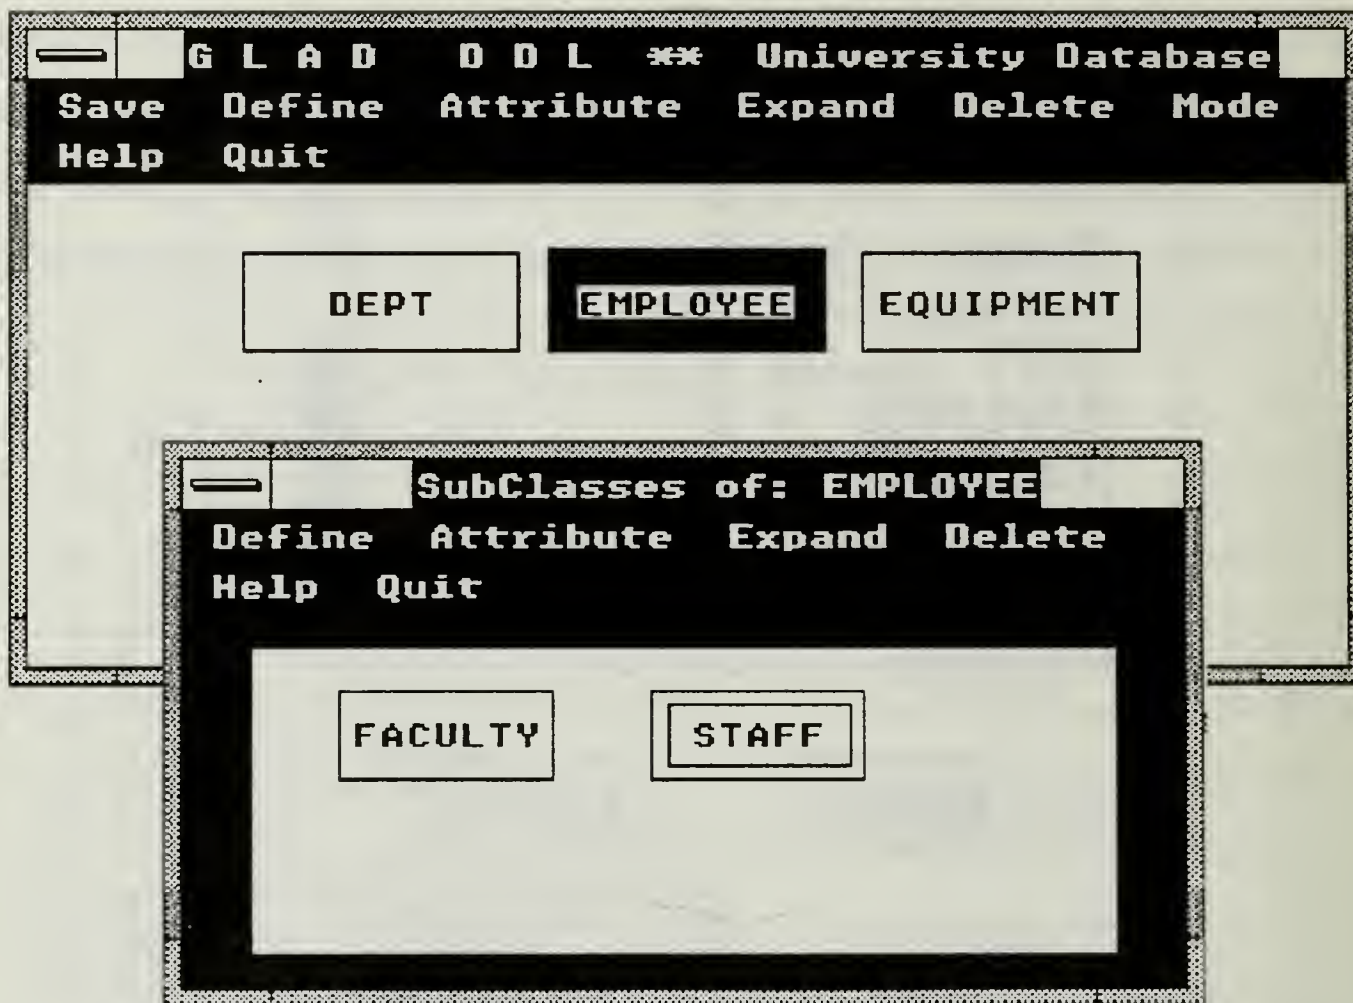 G L A D   D D L  **  University Database
Save  Define  Attribute  Expand  Delete  Mode
Help  Quit
DEPT  EMPLOYEE  EQUIPMENT
SubClasses of: EMPLOYEE
Define  Attribute  Expand  Delete
Help  Quit
FACULTY  STAFF